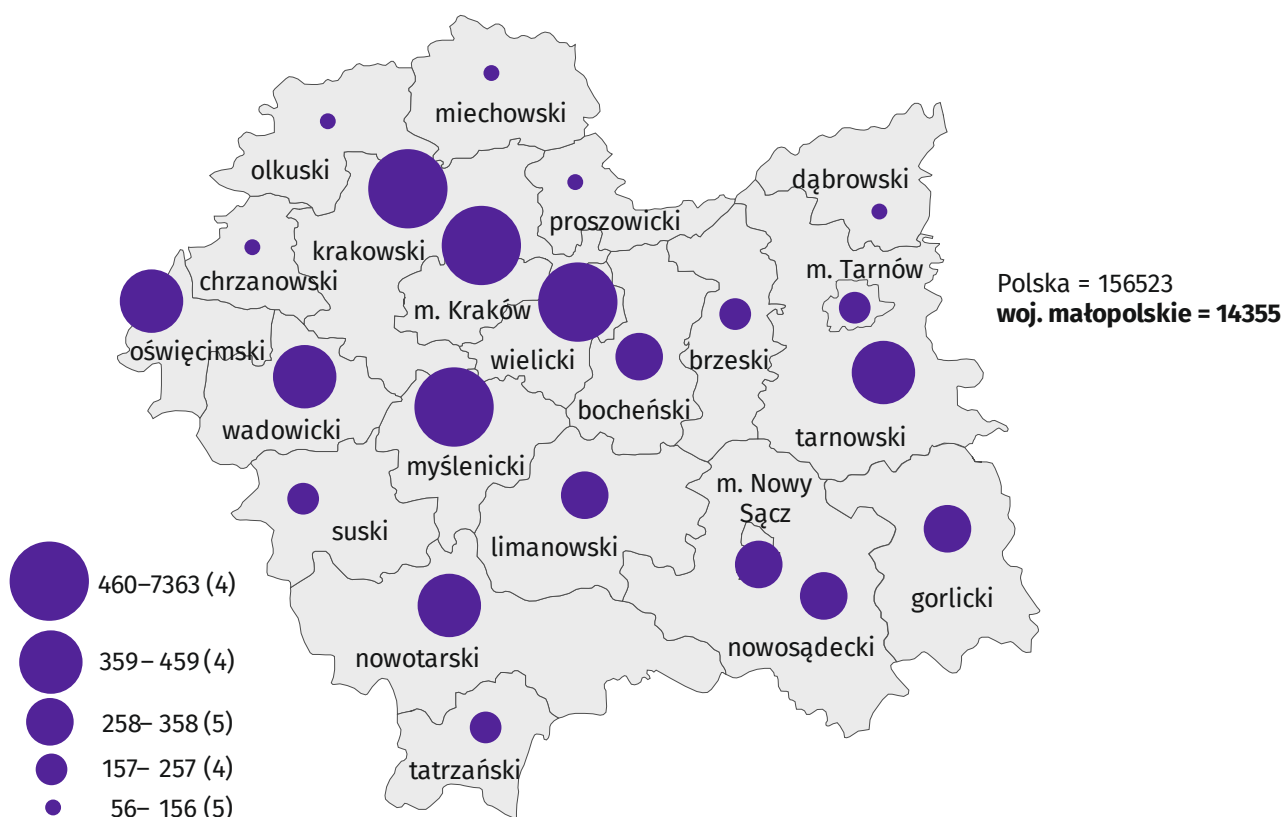 miechowski
olkuski
dąbrowski
proszowicki
krakowski
m. Tarnów
chrzanowski
Polska = 156523
m. Kraków
woj. małopolskie = 14355
oświęcimski
wielicki
brzeski
bocheński
wadowicki
tarnowski
myślenicki
m. Nowy
Sącz
suski
limanowski
460–7363 (4)
gorlicki
nowosądecki
nowotarski
359– 459 (4)
258– 358 (5)
157– 257 (4)
tatrzański
56– 156 (5)